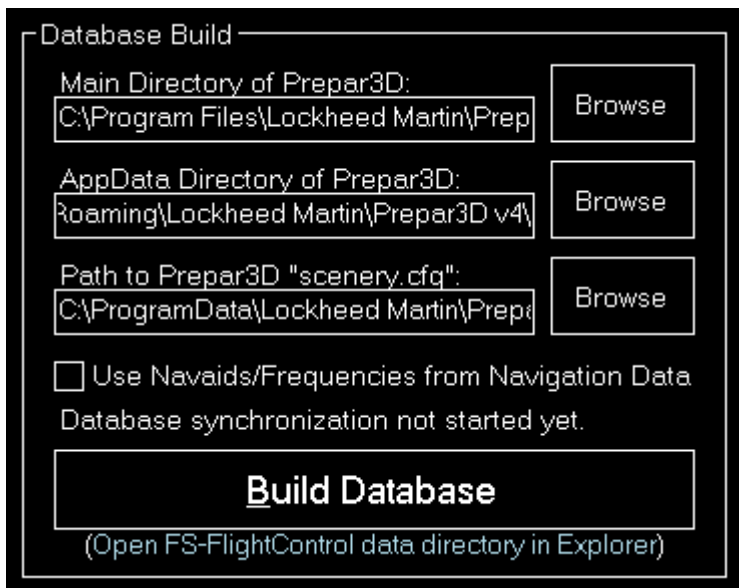 Database Build
Main Directory of Prepar3D:
C:\Program Files\Lockheed Martin\Prep
Browse
AppData Directory of Prepar3D:
Roaming\Lockheed Martin\Prepar3D v4\
Browse
Path to Prepar3D "scenery.cfg":
C:\ProgramData\Lockheed Martin\Prepa
Browse
Use Navaids/Frequencies from Navigation Data
Database synchronization not started yet.
Build Database
(Open FS-FlightControl data directory in Explorer)